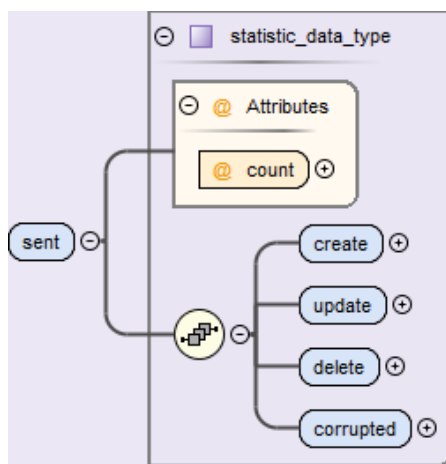 statistic_data_type
@ Attributes
@ count
sent
create
update
delete
corrupted